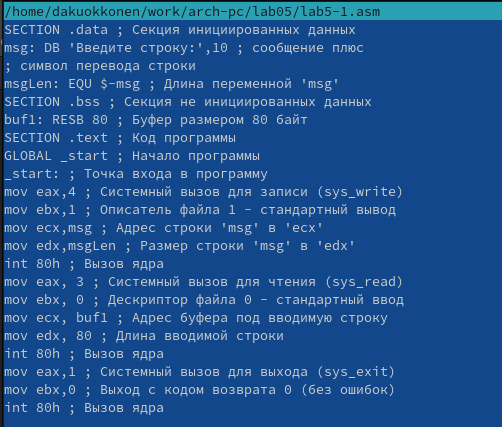 /home/dakuokkonen/work/arch-pc/lab05/lab5-1.asm
SECTION .data ; Секция инициированных данных
msg: DB 'Введите строку:',10 ; сообщение плюс
; символ перевода строки
msgLen: EQU $-msg ; Длина переменной 'msg'
SECTION .bss ; Секция не инициированных данных
buf1: RESB 80 ; Буфер размером 80 байт
SECTION .text ; Код программы
GLOBAL _start ; Начало программы
_start: ; Точка входа в программу
mov eax,4 ; Системный вызов для записи (sys_write)
mov ebx,1 ; Описатель файла 1 - стандартный вывод
mov ecx,msg ; Адрес строки 'msg' в 'ecx'
mov edx,msgLen ; Размер строки 'msg' в 'edx'
int 80h ; Вызов ядра
mov eax, 3 ; Системный вызов для чтения (sys_read)
mov ebx, 0 ; Дескриптор файла 0 - стандартный ввод
mov ecx, buf1 ; Адрес буфера под вводимую строку
mov edx, 80 ; Длина вводимой строки
int 80h ; Вызов ядра
mov eax,1 ; Системный вызов для выхода (sys_exit)
mov ebx,0 ; Выход с кодом возврата 0 (без ошибок)
int 80h ; Вызов ядра